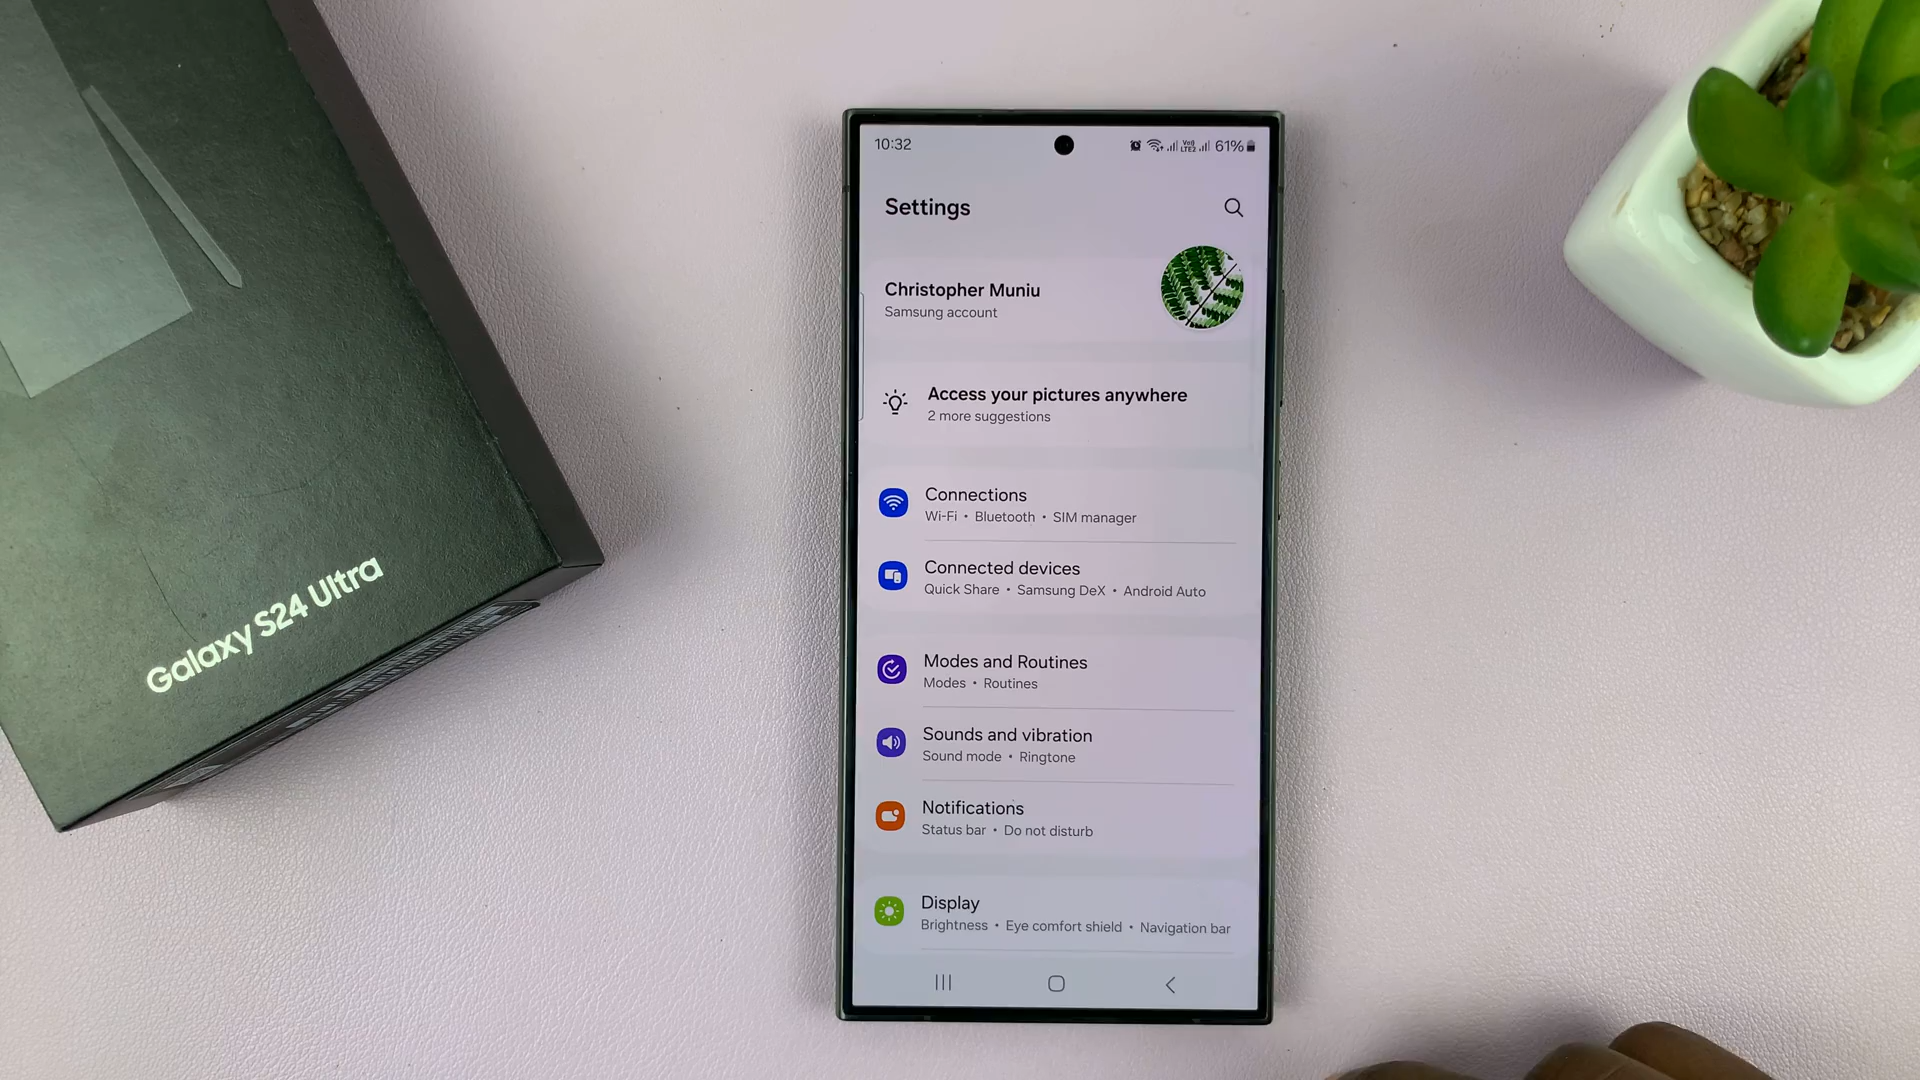 10:32
Voll LTE2 61%
Settings
Christopher Muniu
Samsung account
Access your pictures anywhere
2 more suggestions
Connections
Wi-Fi • Bluetooth • SIM manager
Connected devices
Quick Share • Samsung DeX • Android Auto
Modes and Routines
Modes • Routines
Sounds and vibration
Sound mode • Ringtone
Notifications
Status bar • Do not disturb
Display
Brightness • Eye comfort shield • Navigation bar
Galaxy S24 Ultra